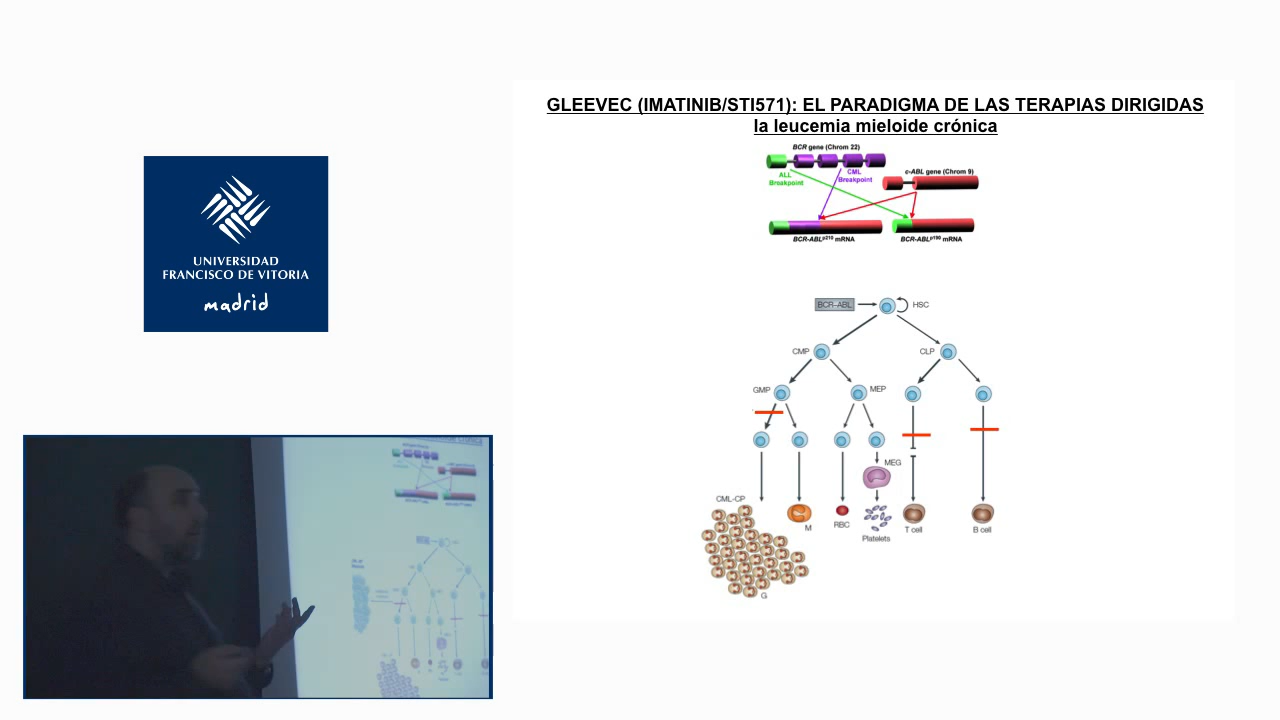 UNIVERSIDAD
FRANCISCO DE VITORIA
madrid
GLEEVEC (IMATINIB/STI571): EL PARADIGMA DE LAS TERAPIAS DIRIGIDAS
la leucemia mieloide crónica
BCR gene (Chrom 22)
ALL
Breakpoint
CML
Breakpoint
c-ABL gene (Chrom 9)
BCR-ABLp210 mRNA
BCR-ABLp190 mRNA
BCR-ABL
HSC
CMP
CLP
GMP
MEP
MEG
CML-CP
M
RBC
Platelets
T cell
B cell
G